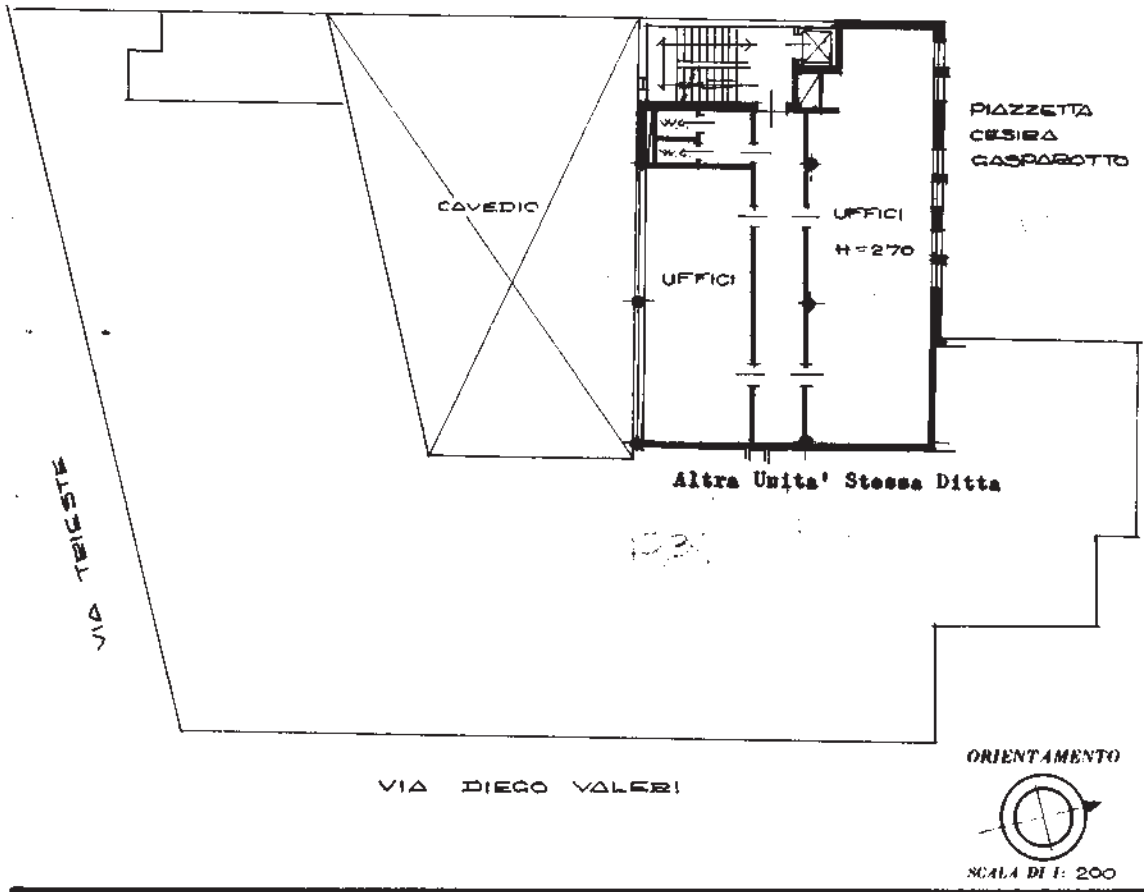 PIAZZETTA
CESIRA
GASPAROTTO
W.C.
W.C.
CAVEDIO
UFFICI
H=270
UFFICI
Altra Unita' Stessa Ditta
VIA TRIESTE
VIA DIEGO VALERI
ORIENTAMENTO
SCALA DI 1: 200